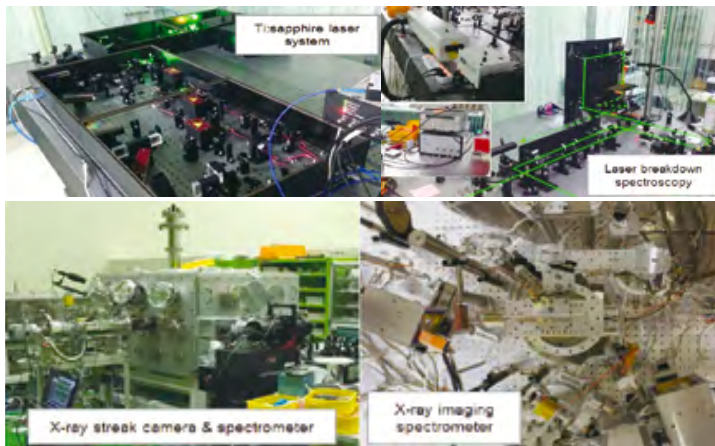 Ti:sapphire laser
system
Laser breakdown
spectroscopy
X-ray streak camera & spectrometer
X-ray imaging
spectrometer